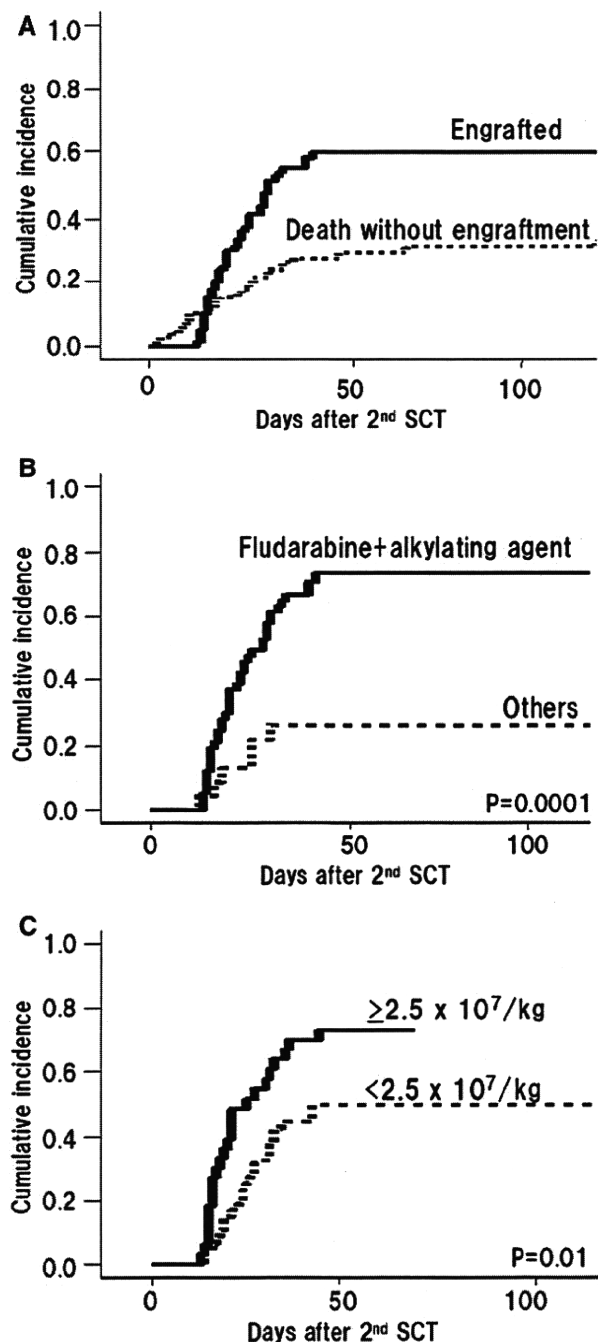 A
Cumulative incidence
1.0
0.8
0.6
0.4
0.2
0.0
Engrafted
Death without engraftment
0 50 100
Days after 2nd SCT
B
Cumulative incidence
1.0
0.8
0.6
0.4
0.2
0.0
Fludarabine+alkylating agent
Others
P=0.0001
0 50 100
Days after 2nd SCT
C
Cumulative incidence
1.0
0.8
0.6
0.4
0.2
0.0
≥2.5 x 10⁷/kg
<2.5 x 10⁷/kg
P=0.01
0 50 100
Days after 2nd SCT